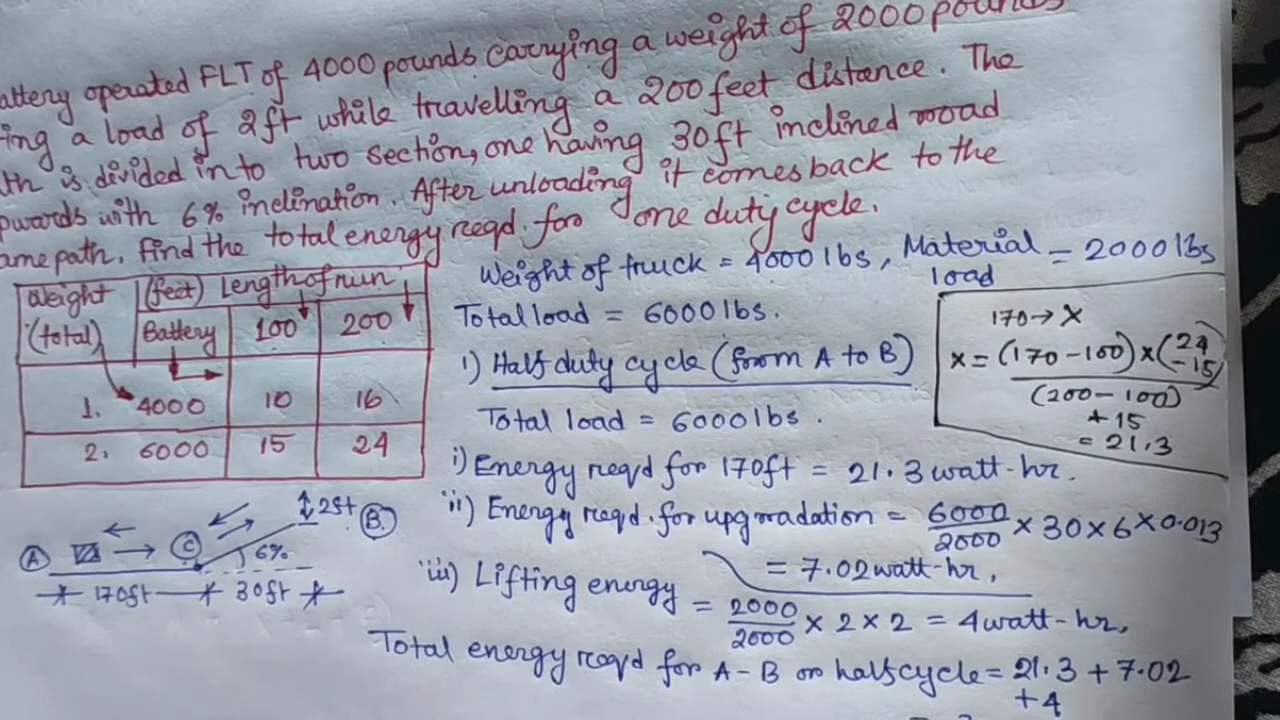 attery operated FLT of 4000 pounds carrying a weight of 2000 pounds
ing a load of 2ft while travelling a 200 feet distance. The
th is divided in to two section, one having 30ft inclined road
pwards with 6% inclination. After unloading it comes back to the
ame path. Find the total energy reqd. for one duty cycle.
Weight (total)
(feet) Length of run
Battery 100 200
1. 4000 10 16
2. 6000 15 24
Weight of truck = 4000 lbs, Material load = 2000 lbs
Total load = 6000 lbs.
i) Half duty cycle (from A to B)
Total load = 6000 lbs.
170 → X
X = (170 - 100) × (24 - 15)
(200 - 100)
+ 15
= 21.3
i) Energy reqd for 170ft = 21.3 watt-hr.
ii) Energy reqd. for upgradation = 6000/2000 × 30 × 6 × 0.013
= 7.02 watt-hr.
iii) Lifting energy = 2000/2000 × 2 × 2 = 4 watt-hr.
Total energy reqd for A-B or half cycle = 21.3 + 7.02
+ 4
A C 6% 2ft B
170ft 30ft